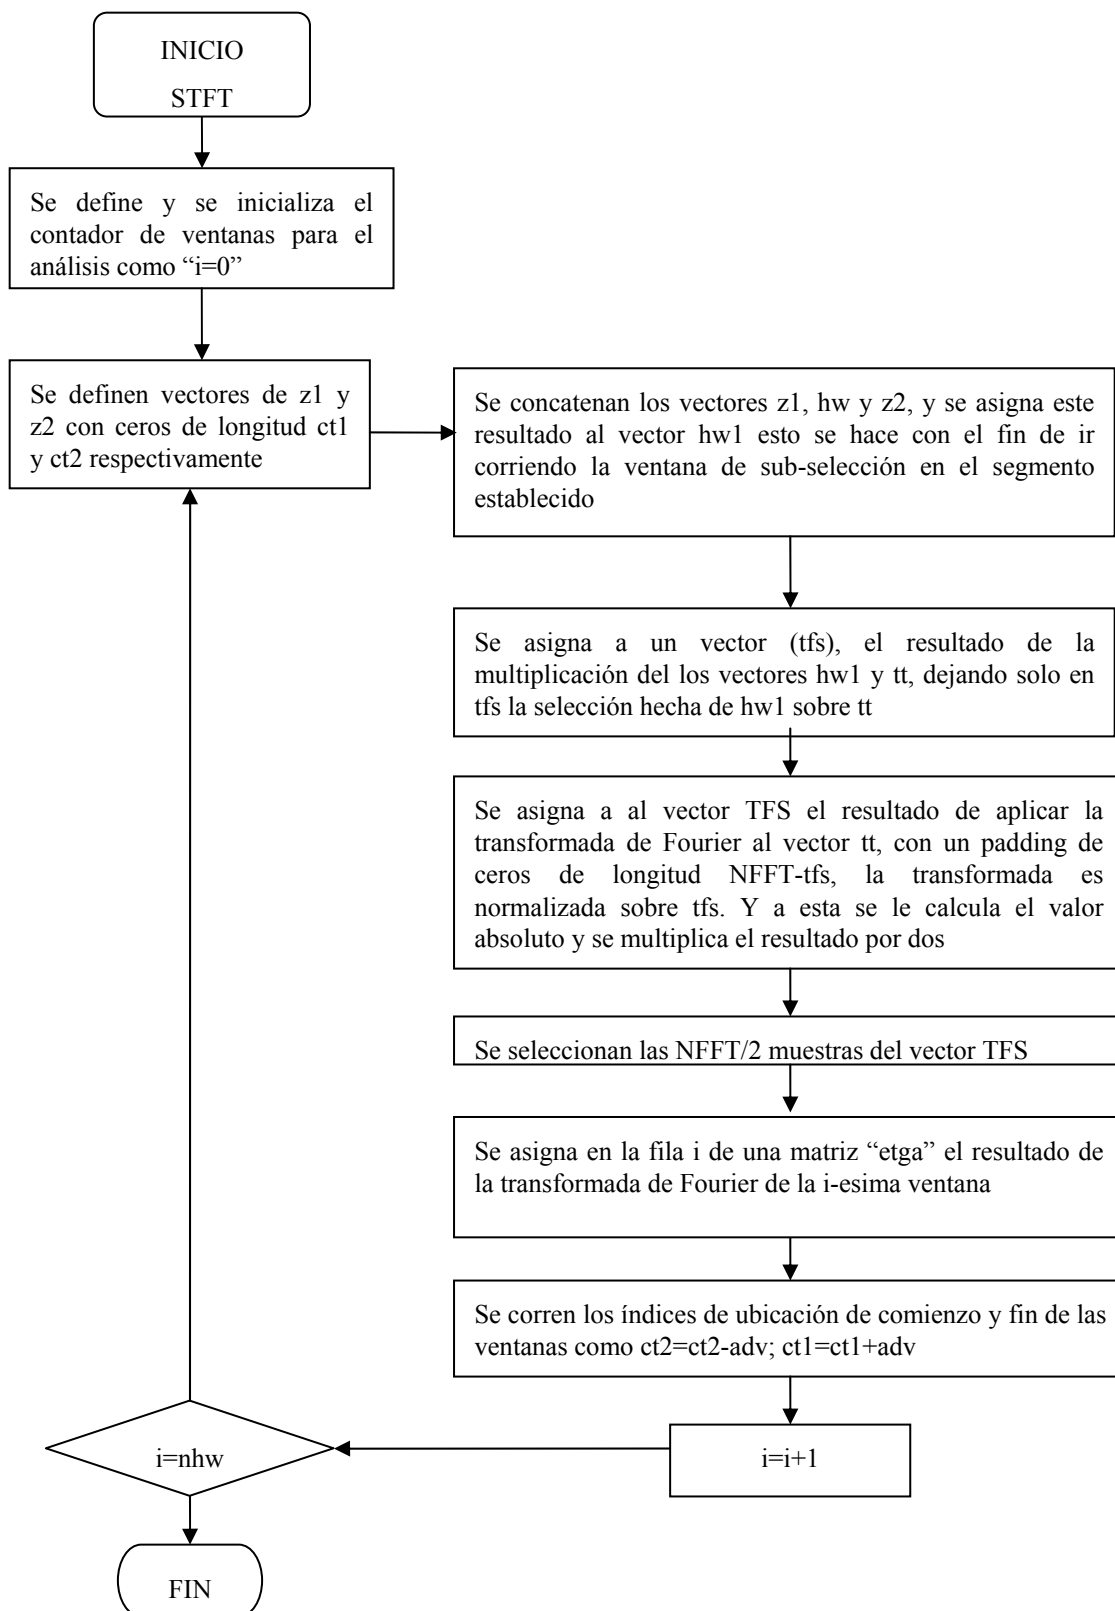 INICIO
STFT
Se define y se inicializa el
contador de ventanas para el
análisis como “i=0”
Se definen vectores de z1 y
z2 con ceros de longitud ct1
y ct2 respectivamente
Se concatenan los vectores z1, hw y z2, y se asigna este
resultado al vector hw1 esto se hace con el fin de ir
corriendo la ventana de sub-selección en el segmento
establecido
Se asigna a un vector (tfs), el resultado de la
multiplicación del los vectores hw1 y tt, dejando solo en
tfs la selección hecha de hw1 sobre tt
Se asigna a al vector TFS el resultado de aplicar la
transformada de Fourier al vector tt, con un padding de
ceros de longitud NFFT-tfs, la transformada es
normalizada sobre tfs. Y a esta se le calcula el valor
absoluto y se multiplica el resultado por dos
Se seleccionan las NFFT/2 muestras del vector TFS
Se asigna en la fila i de una matriz “etga” el resultado de
la transformada de Fourier de la i-esima ventana
Se corren los índices de ubicación de comienzo y fin de las
ventanas como ct2=ct2-adv; ct1=ct1+adv
i=i+1
i=nhw
FIN